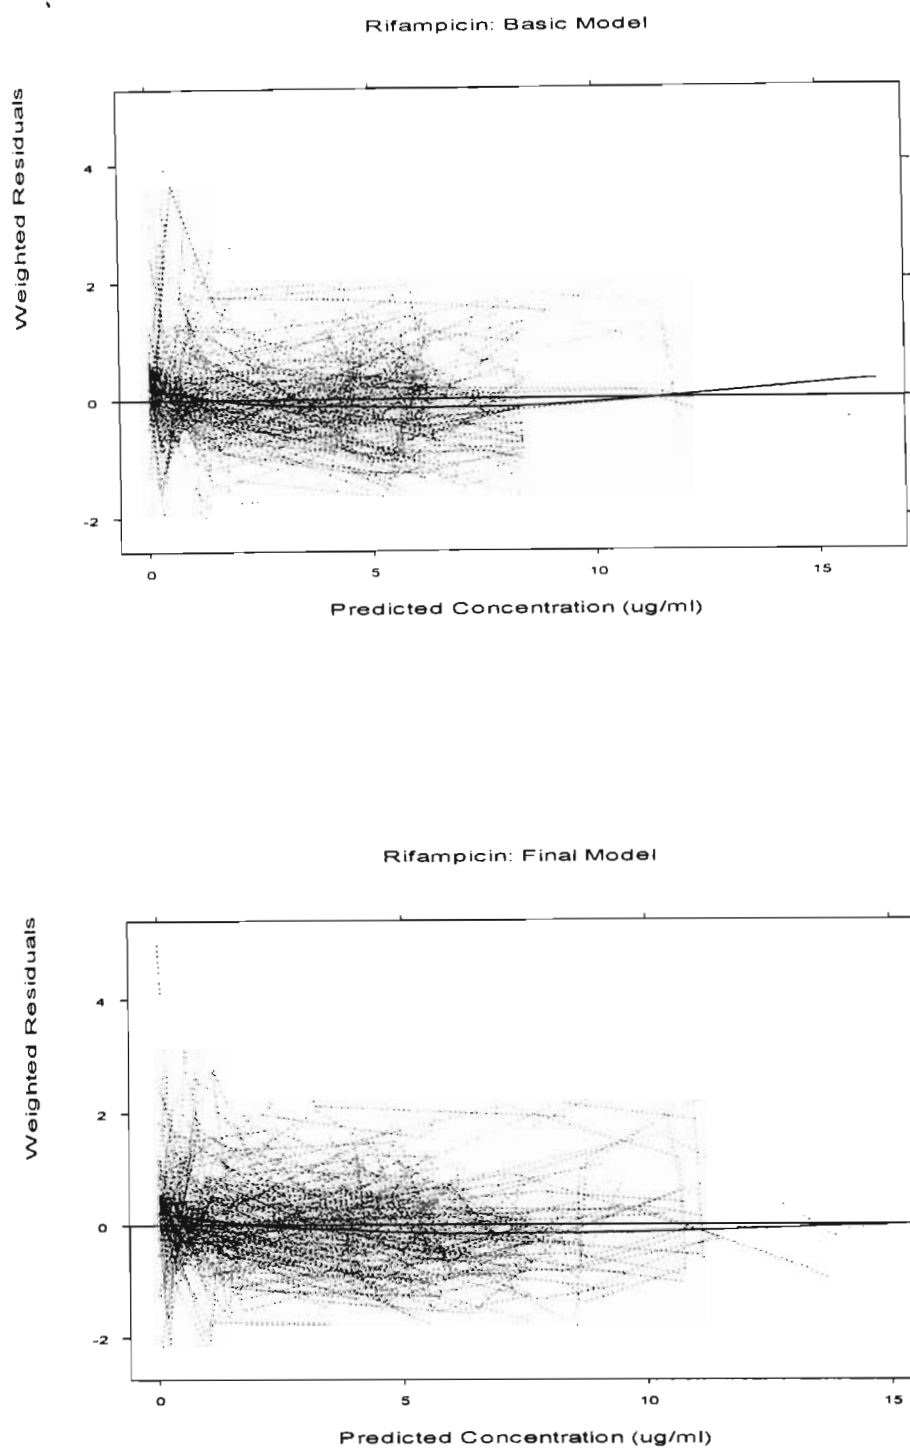 Rifampicin: Basic Model
Weighted Residuals
4
2
0
-2
0 5 10 15
Predicted Concentration (ug/ml)
Rifampicin: Final Model
Weighted Residuals
4
2
0
-2
0 5 10 15
Predicted Concentration (ug/ml)